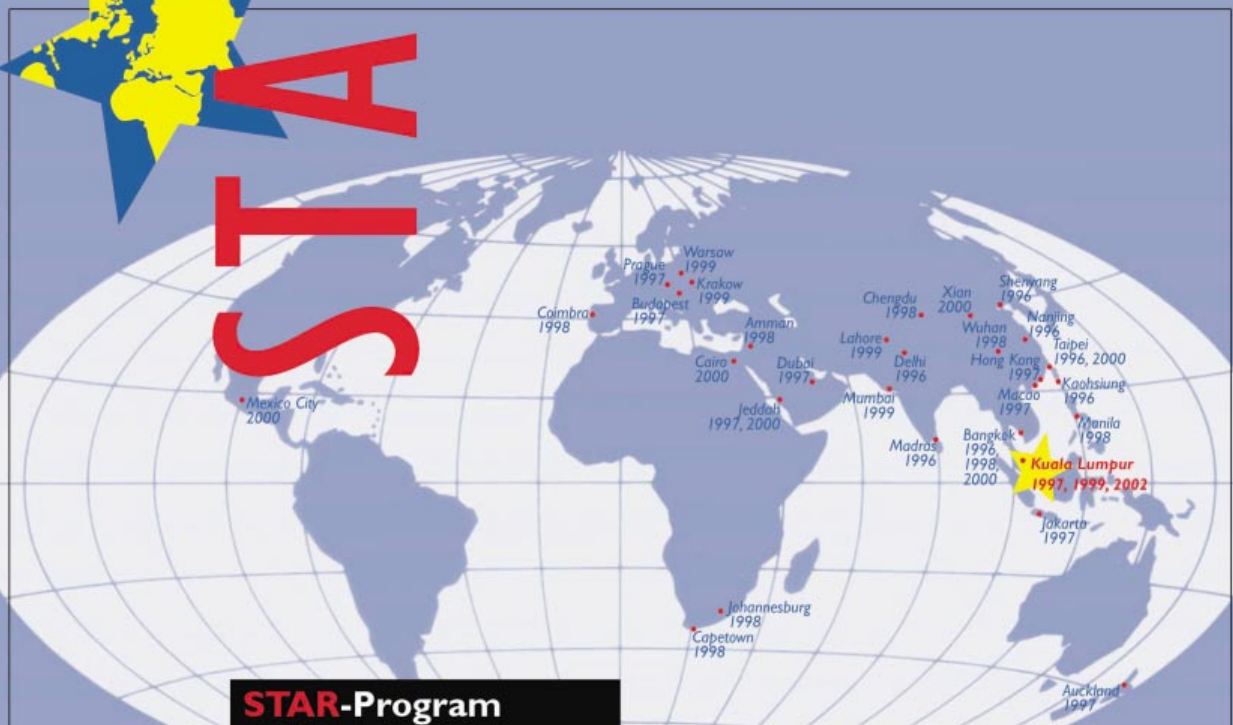 STA
Warsaw
1999
Prague
1997
Krakow
1999
Budapest
1997
Coimbra
1998
Amman
1998
Cairo
2000
Dubai
1997
Jeddah
1997, 2000
Chengdu
1998
Xian
2000
Shenyang
1996
Nanjing
1996
Wuhan
1998
Taipei
1996, 2000
Lahore
1999
Delhi
1996
Hong Kong
1997
Kaohsiung
1996
Macao
1997
Mumbai
1999
Manila
1998
Madras
1996
Bangkok
1996,
1998,
2000
Kuala Lumpur
1997, 1999, 2002
Jakarta
1997
Mexico City
2000
Johannesburg
1998
Capetown
1998
Auckland
1997
STAR-Program